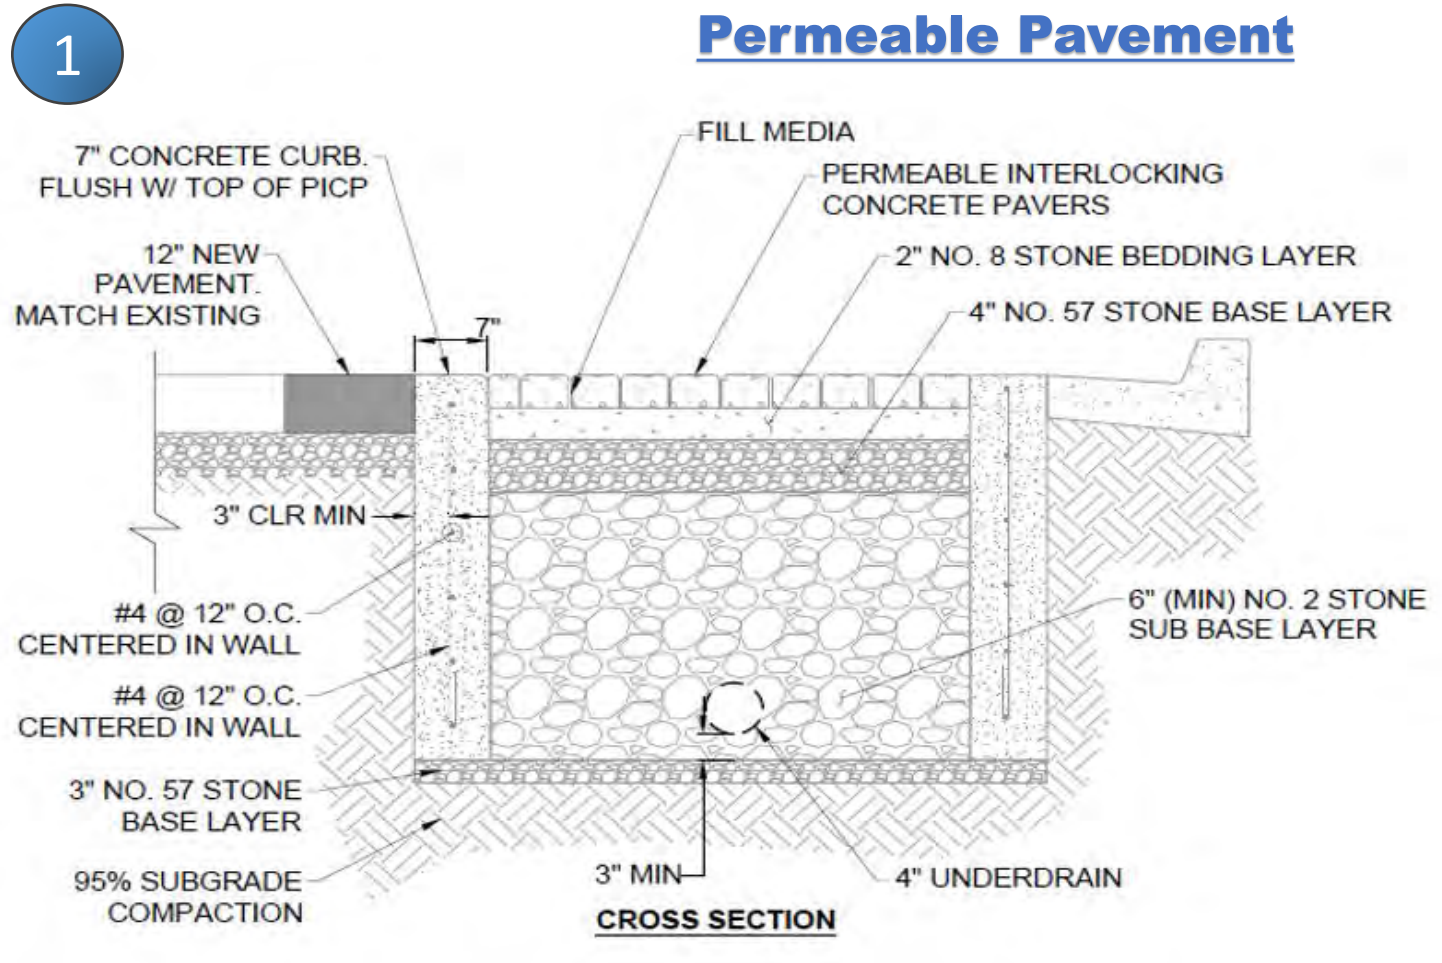 1
Permeable Pavement
FILL MEDIA
7" CONCRETE CURB.
FLUSH W/ TOP OF PICP
PERMEABLE INTERLOCKING
CONCRETE PAVERS
12" NEW
PAVEMENT.
MATCH EXISTING
2" NO. 8 STONE BEDDING LAYER
4" NO. 57 STONE BASE LAYER
7"
3" CLR MIN
#4 @ 12" O.C.
CENTERED IN WALL
6" (MIN) NO. 2 STONE
SUB BASE LAYER
#4 @ 12" O.C.
CENTERED IN WALL
3" NO. 57 STONE
BASE LAYER
95% SUBGRADE
COMPACTION
3" MIN
4" UNDERDRAIN
CROSS SECTION